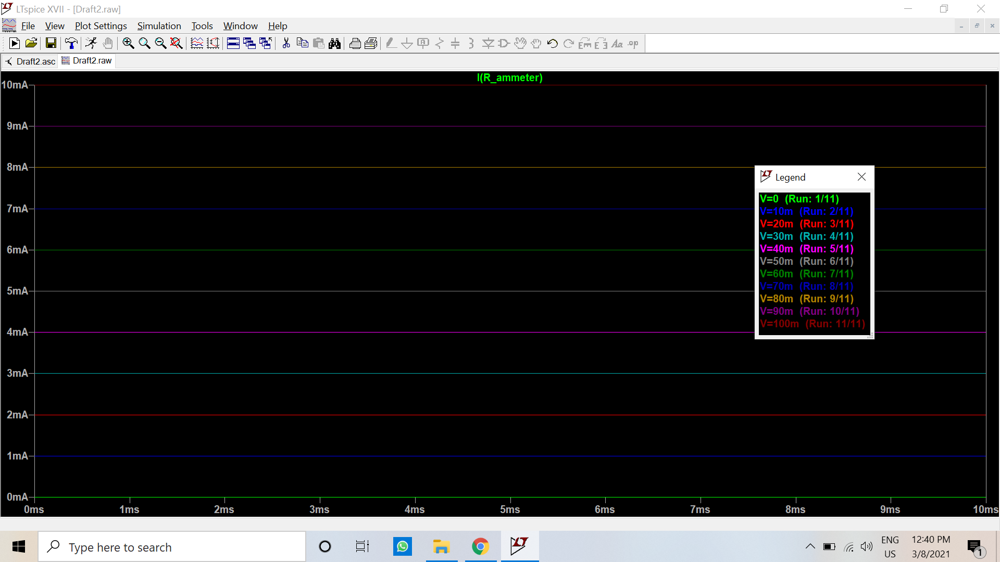 LTspice XVII - [Draft2.raw]
File View Plot Settings Simulation Tools Window Help
Draft2.asc Draft2.raw
I(R_ammeter)
10mA
9mA
8mA
7mA
6mA
5mA
4mA
3mA
2mA
1mA
0mA
0ms 1ms 2ms 3ms 4ms 5ms 6ms 7ms 8ms 9ms 10ms
Legend
V=0 (Run: 1/11)
V=10m (Run: 2/11)
V=20m (Run: 3/11)
V=30m (Run: 4/11)
V=40m (Run: 5/11)
V=50m (Run: 6/11)
V=60m (Run: 7/11)
V=70m (Run: 8/11)
V=80m (Run: 9/11)
V=90m (Run: 10/11)
V=100m (Run: 11/11)
Type here to search
ENG
US
12:40 PM
3/8/2021
1